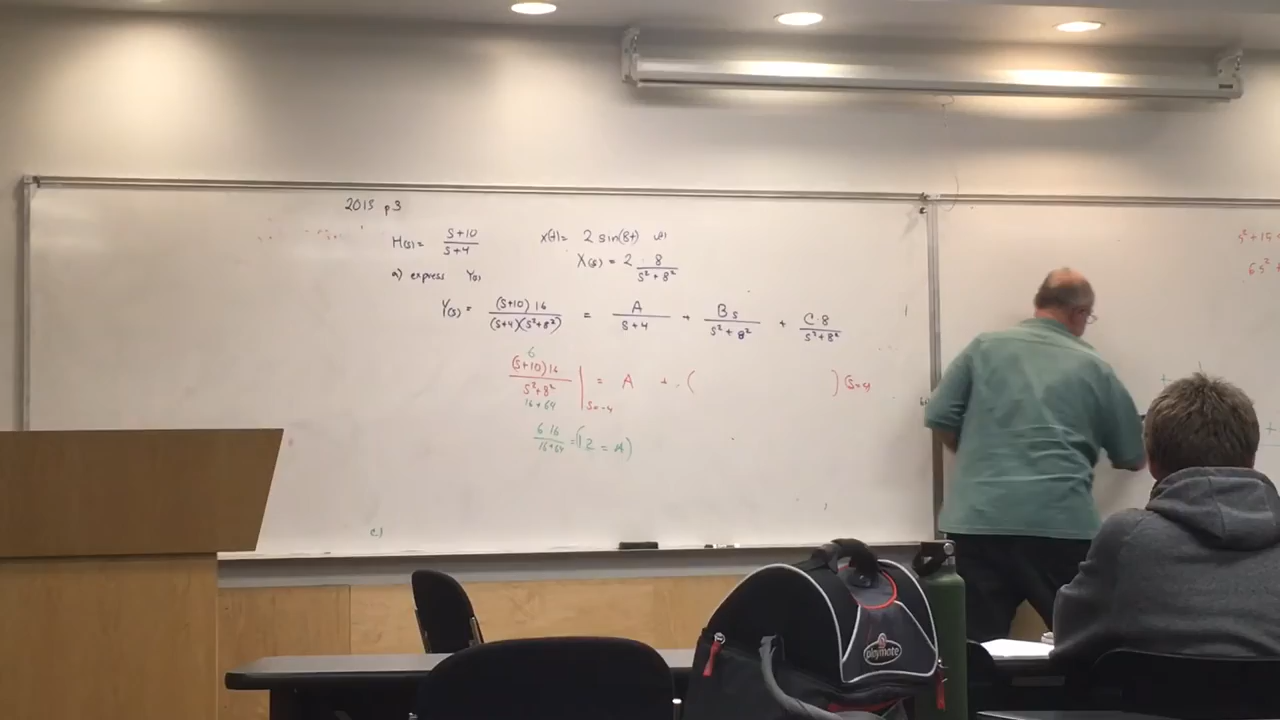 2015 p3
H(s) = (s+10)/(s+4)
x(t) = 2 sin(8t) u(t)
X(s) = 2 · 8/(s²+8²)
a) express Y(s)
Y(s) = (s+10) 16/((s+4)(s²+8²)) = A/(s+4) + Bs/(s²+8²) + C·8/(s²+8²)
6
(s+10) 16/(s²+8²) | s=-4 = A + ( ) (s+4)
16+64
6 16/(16+64) = (1.2 = A)
c)
6s²
playmate